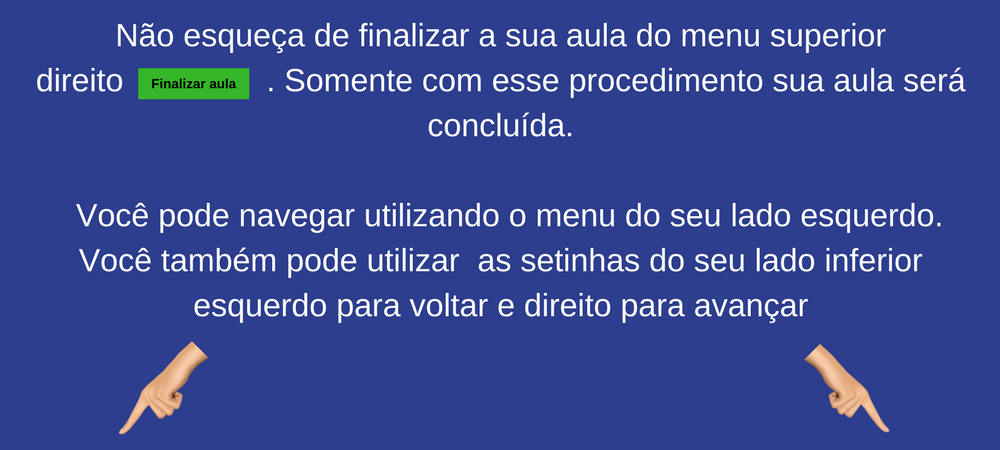 Não esqueça de finalizar a sua aula do menu superior
direito Finalizar aula . Somente com esse procedimento sua aula será
concluída.
Você pode navegar utilizando o menu do seu lado esquerdo.
Você também pode utilizar as setinhas do seu lado inferior
esquerdo para voltar e direito para avançar